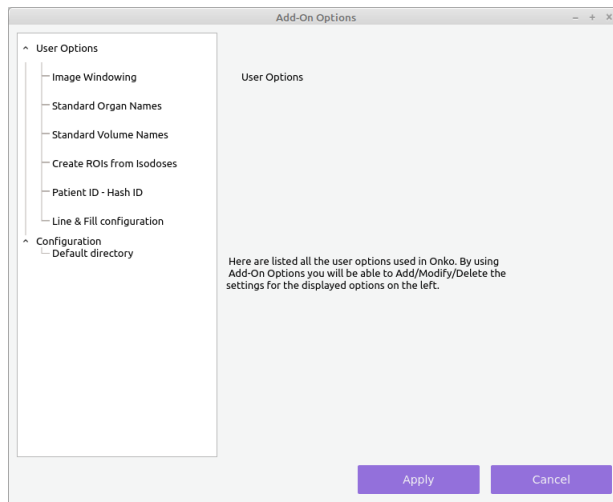 Add-On Options
User Options
Image Windowing
Standard Organ Names
Standard Volume Names
Create ROIs from Isodoses
Patient ID - Hash ID
Line & Fill configuration
Configuration
Default directory
User Options
Here are listed all the user options used in Onko. By using
Add-On Options you will be able to Add/Modify/Delete the
settings for the displayed options on the left.
Apply
Cancel